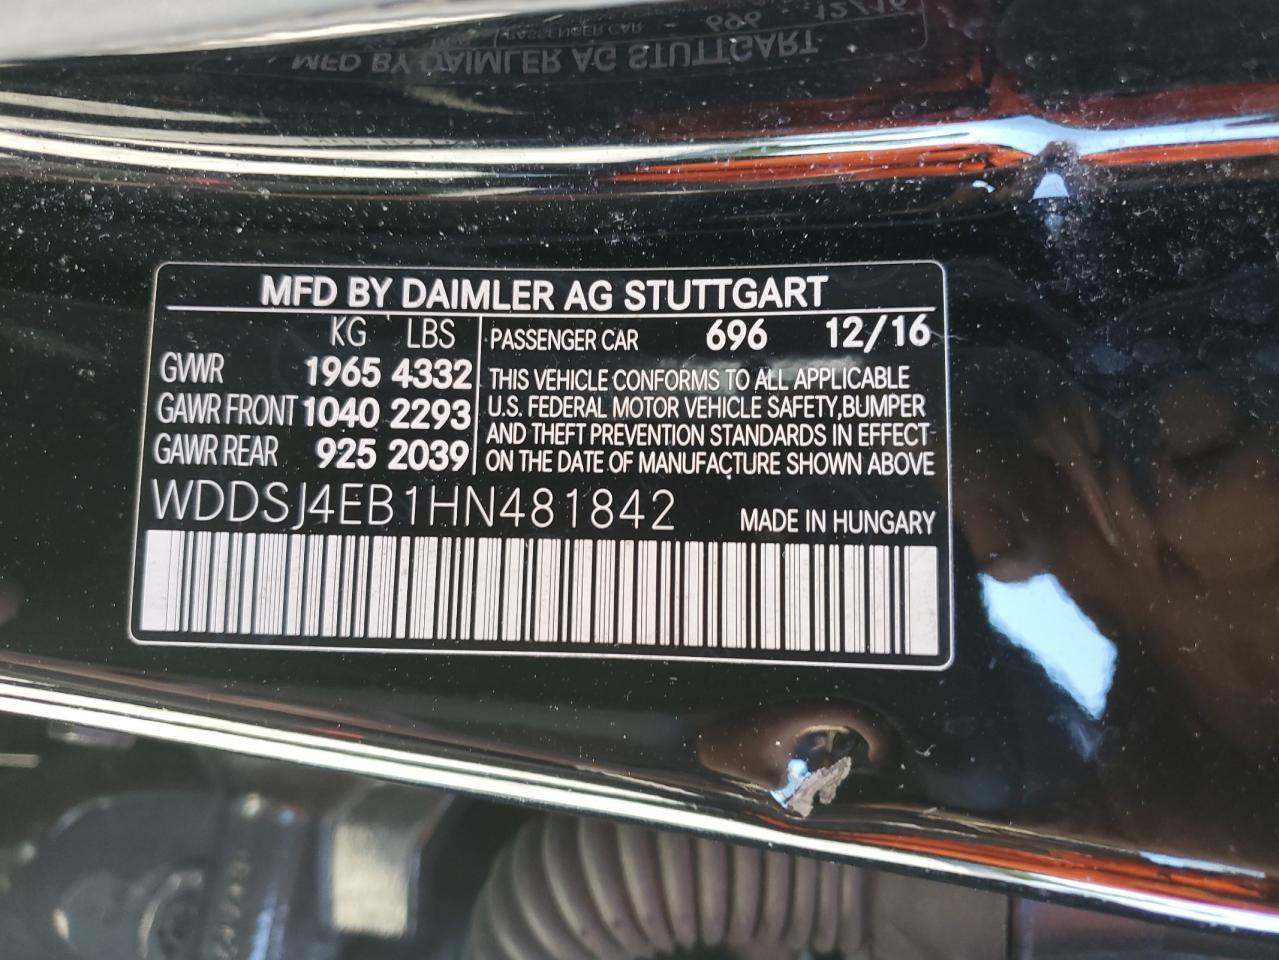 MFD BY DAIMLER AG STUTTGART
KG LBS
PASSENGER CAR 696 12/16
GVWR 1965 4332
GAWR FRONT 1040 2293
GAWR REAR 925 2039
THIS VEHICLE CONFORMS TO ALL APPLICABLE
U.S. FEDERAL MOTOR VEHICLE SAFETY,BUMPER
AND THEFT PREVENTION STANDARDS IN EFFECT
ON THE DATE OF MANUFACTURE SHOWN ABOVE
WDDSJ4EB1HN481842
MADE IN HUNGARY